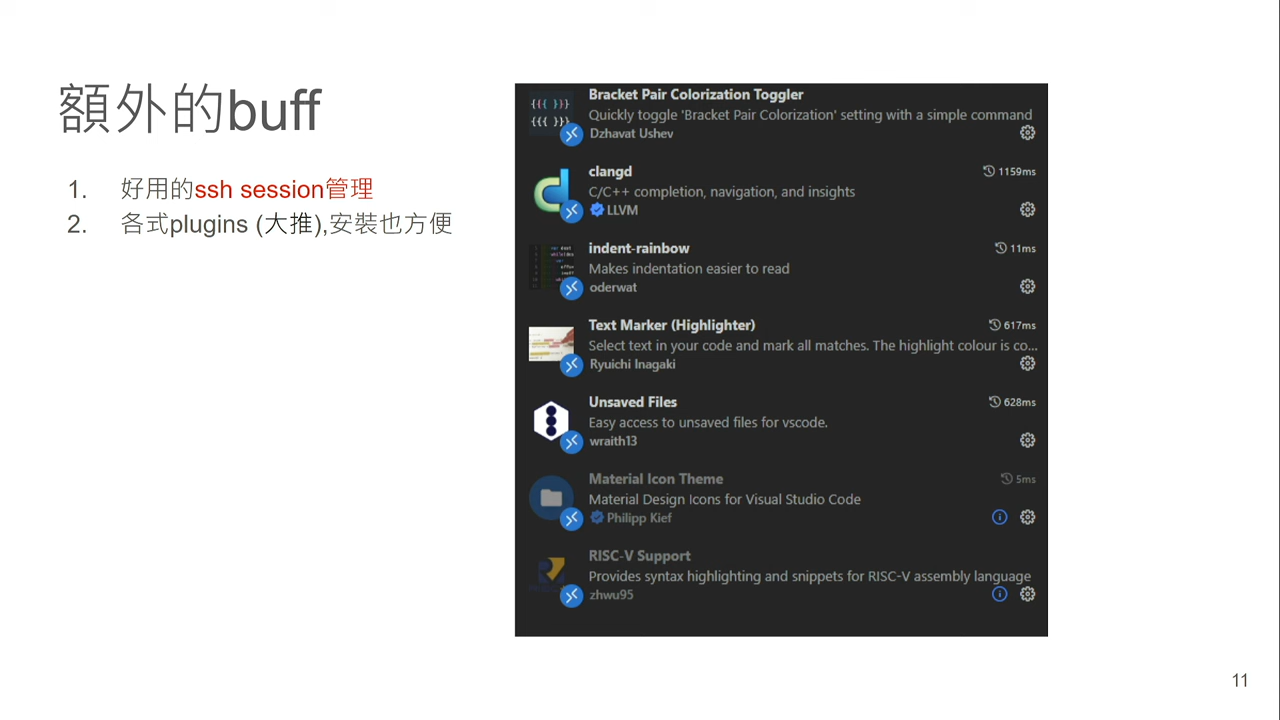 額外的buff
1. 好用的ssh session管理
2. 各式plugins (大推),安裝也方便
Bracket Pair Colorization Toggler
Quickly toggle 'Bracket Pair Colorization' setting with a simple command
Dzhavat Ushev
clangd 1159ms
C/C++ completion, navigation, and insights
LLVM
indent-rainbow 11ms
Makes indentation easier to read
oderwat
Text Marker (Highlighter) 617ms
Select text in your code and mark all matches. The highlight colour is co...
Ryuichi Inagaki
Unsaved Files 628ms
Easy access to unsaved files for vscode.
wraith13
Material Icon Theme 5ms
Material Design Icons for Visual Studio Code
Philipp Kief
RISC-V Support
Provides syntax highlighting and snippets for RISC-V assembly language
zhwu95
11